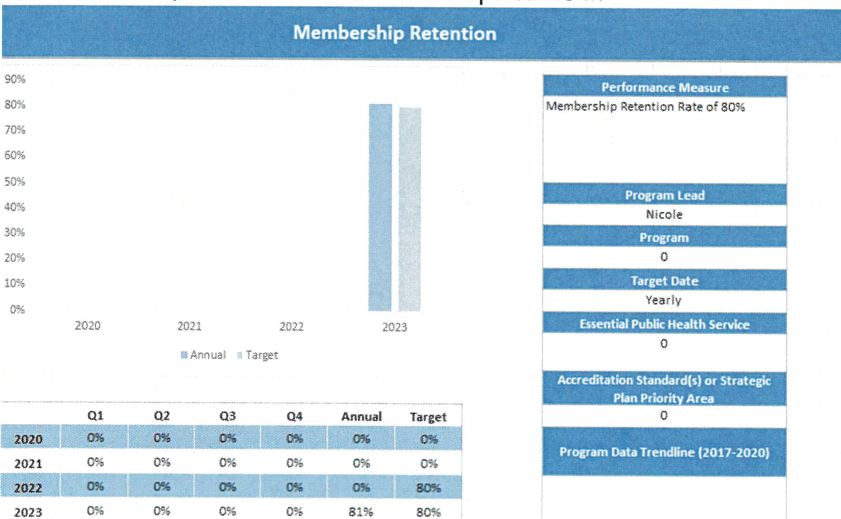 Membership Retention
90%
80%
70%
60%
50%
40%
30%
20%
10%
0%
2020 2021 2022 2023
Annual Target
Performance Measure
Membership Retention Rate of 80%
Program Lead
Nicole
Program
0
Target Date
Yearly
Essential Public Health Service
0
Accreditation Standard(s) or Strategic
Plan Priority Area
0
Program Data Trendline (2017-2020)
Q1 Q2 Q3 Q4 Annual Target
2020 0% 0% 0% 0% 0% 0%
2021 0% 0% 0% 0% 0% 0%
2022 0% 0% 0% 0% 0% 80%
2023 0% 0% 0% 0% 81% 80%